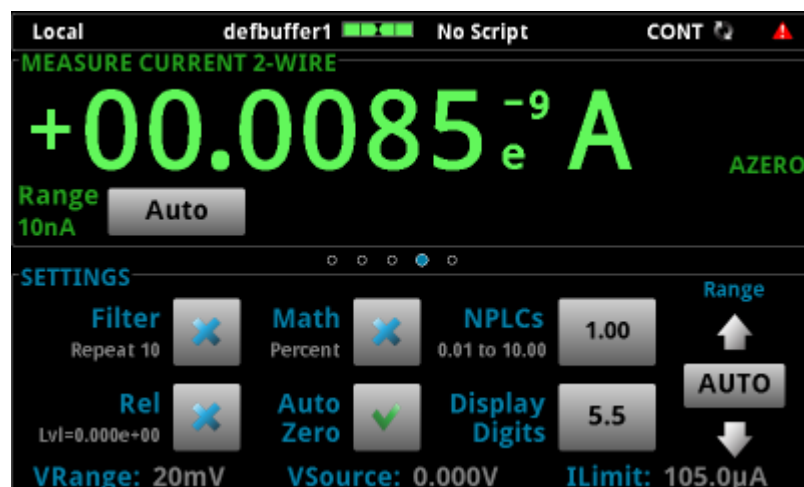 Local defbuffer1 No Script CONT
MEASURE CURRENT 2-WIRE
+00.0085 e-9 A
AZERO
Range
10nA
Auto
SETTINGS
Filter
Repeat 10
Math
Percent
NPLCs
0.01 to 10.00
1.00
Range
AUTO
Rel
Lvl=0.000e+00
Auto
Zero
Display
Digits
5.5
VRange: 20mV VSource: 0.000V ILimit: 105.0µA